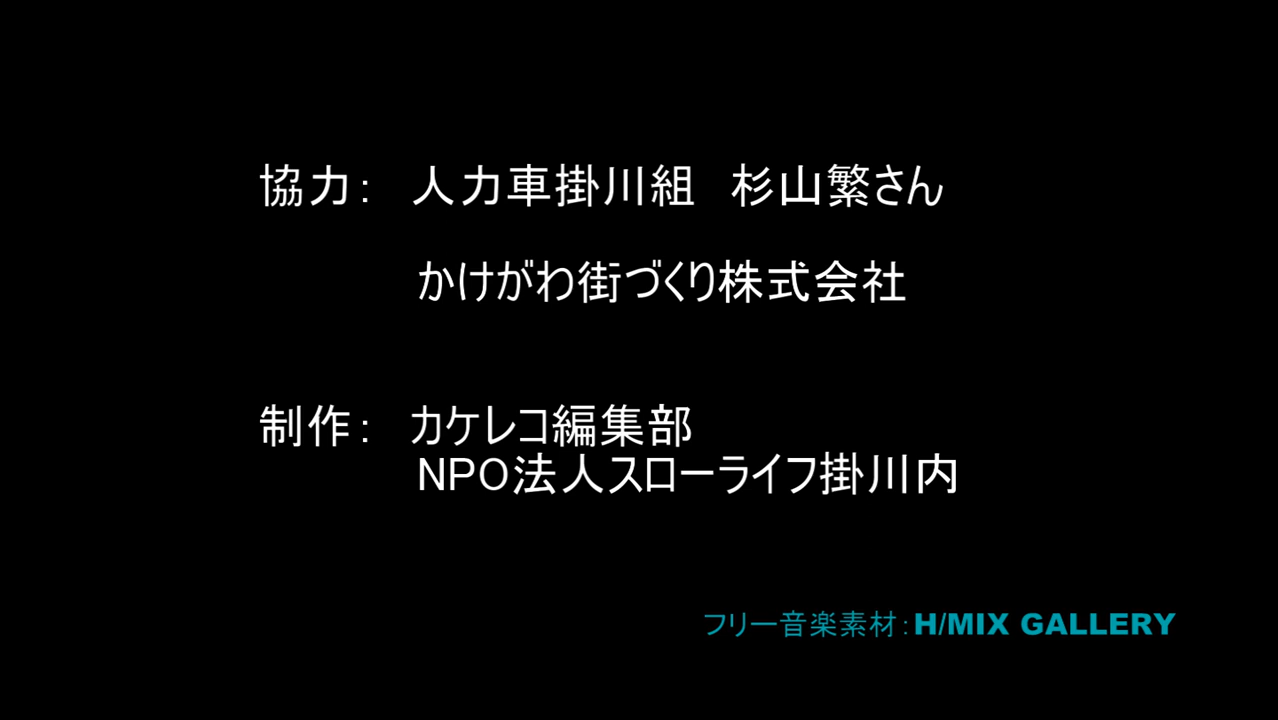 協力： 人力車掛川組 杉山繁さん
かけがわ街づくり株式会社
制作： カケレコ編集部
NPO法人スローライフ掛川内
フリー音楽素材：H/MIX GALLERY